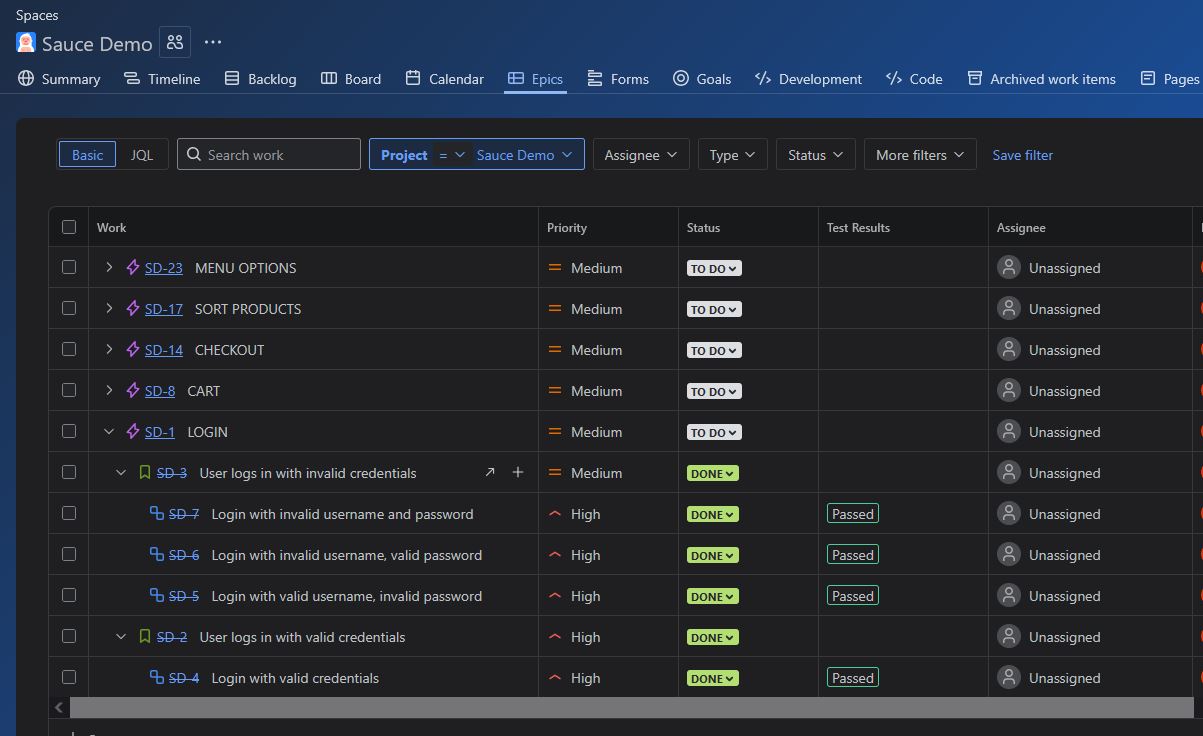 Spaces
Sauce Demo
Summary Timeline Backlog Board Calendar Epics Forms Goals Development Code Archived work items Pages
Basic JQL Search work Project = Sauce Demo Assignee Type Status More filters Save filter
Work Priority Status Test Results Assignee
SD-23 MENU OPTIONS Medium TO DO Unassigned
SD-17 SORT PRODUCTS Medium TO DO Unassigned
SD-14 CHECKOUT Medium TO DO Unassigned
SD-8 CART Medium TO DO Unassigned
SD-1 LOGIN Medium TO DO Unassigned
SD-3 User logs in with invalid credentials Medium DONE Unassigned
SD-7 Login with invalid username and password High DONE Passed Unassigned
SD-6 Login with invalid username, valid password High DONE Passed Unassigned
SD-5 Login with valid username, invalid password High DONE Passed Unassigned
SD-2 User logs in with valid credentials High DONE Unassigned
SD-4 Login with valid credentials High DONE Passed Unassigned